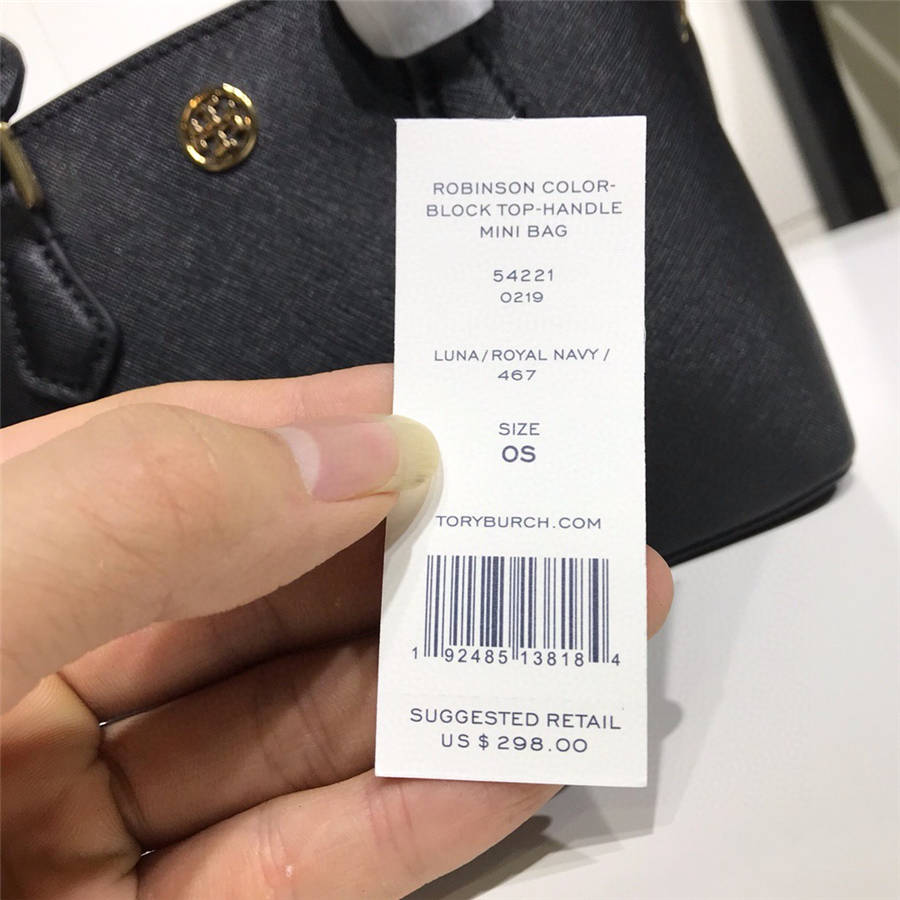 ROBINSON COLOR-
BLOCK TOP-HANDLE
MINI BAG
54221
0219
LUNA/ROYAL NAVY/
467
SIZE
OS
TORYBURCH.COM
1 92485 13818 4
SUGGESTED RETAIL
US $ 298.00